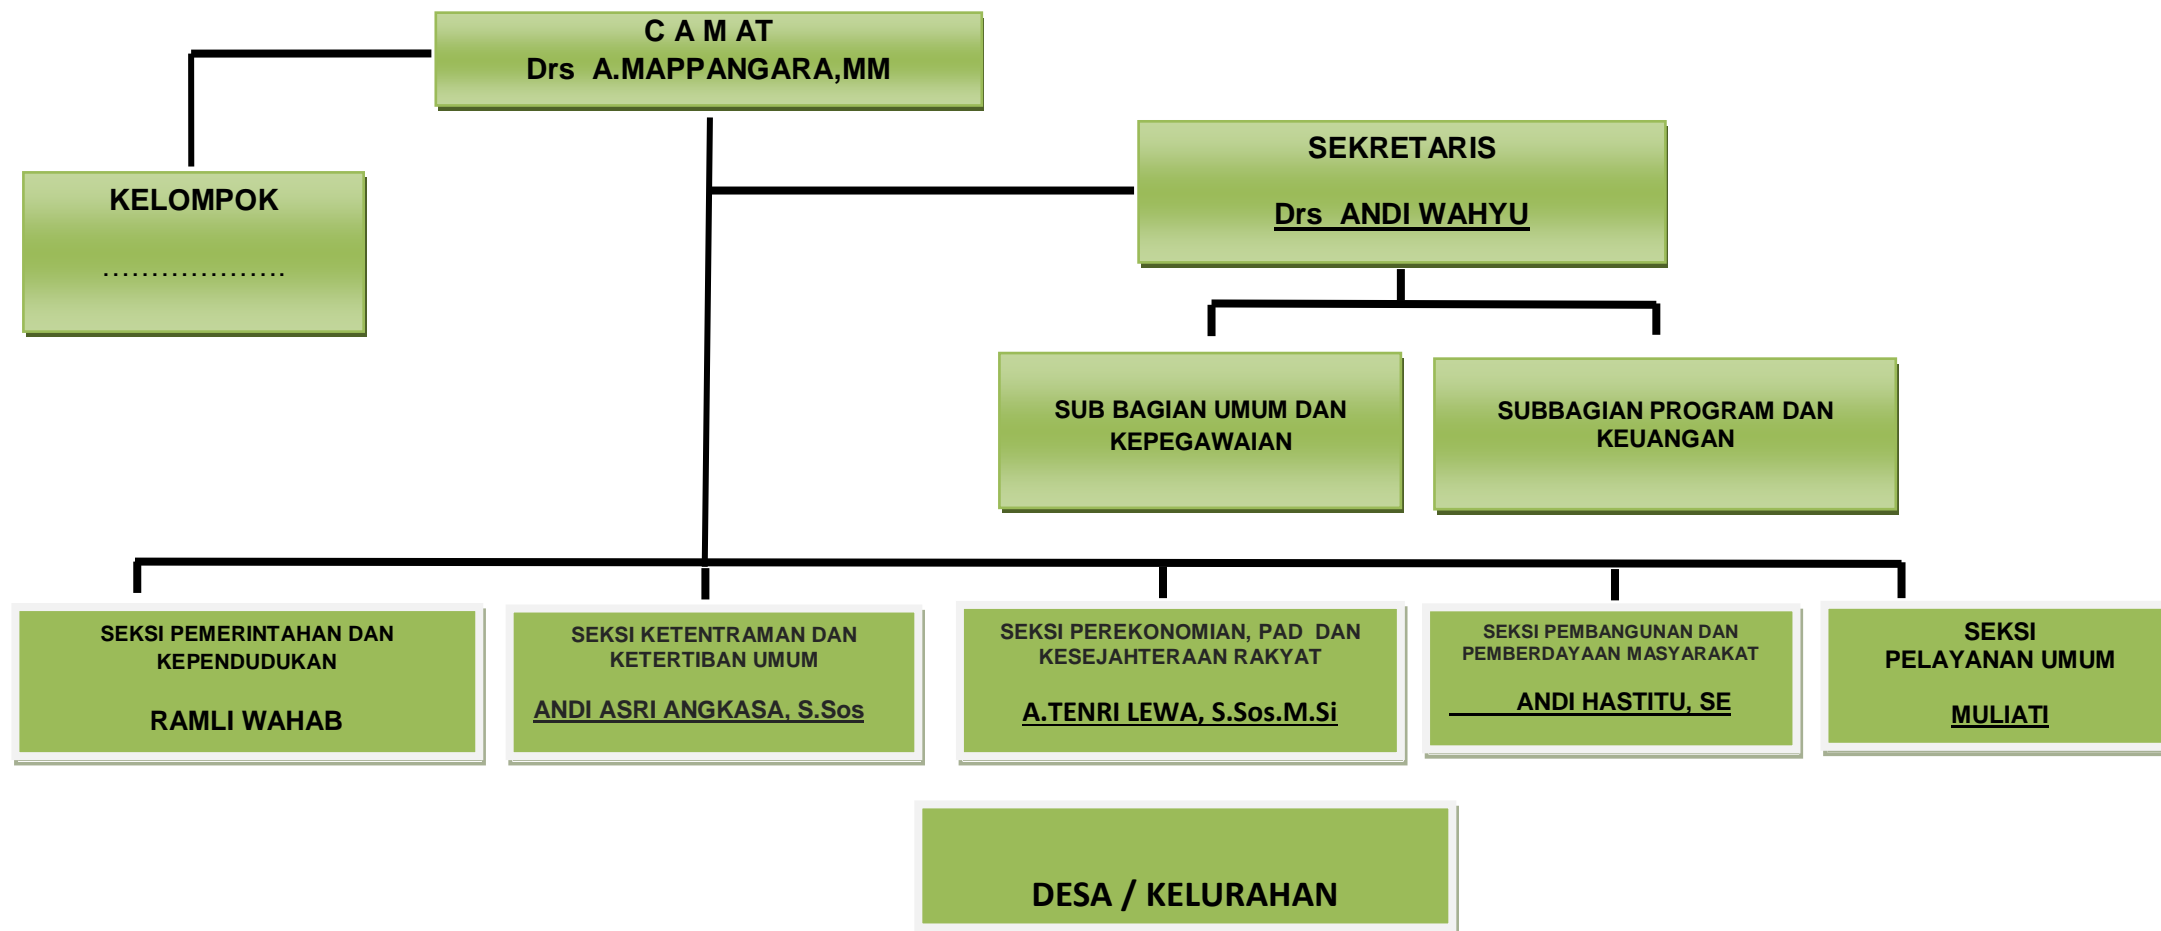 C A M AT
Drs A.MAPPANGARA,MM
SEKRETARIS
Drs ANDI WAHYU
KELOMPOK
...................
SUB BAGIAN UMUM DAN
KEPEGAWAIAN
SUBBAGIAN PROGRAM DAN
KEUANGAN
SEKSI PEMERINTAHAN DAN
KEPENDUDUKAN
RAMLI WAHAB
SEKSI KETENTRAMAN DAN
KETERTIBAN UMUM
ANDI ASRI ANGKASA, S.Sos
SEKSI PEREKONOMIAN, PAD DAN
KESEJAHTERAAN RAKYAT
A.TENRI LEWA, S.Sos.M.Si
SEKSI PEMBANGUNAN DAN
PEMBERDAYAAN MASYARAKAT
ANDI HASTITU, SE
SEKSI
PELAYANAN UMUM
MULIATI
DESA / KELURAHAN